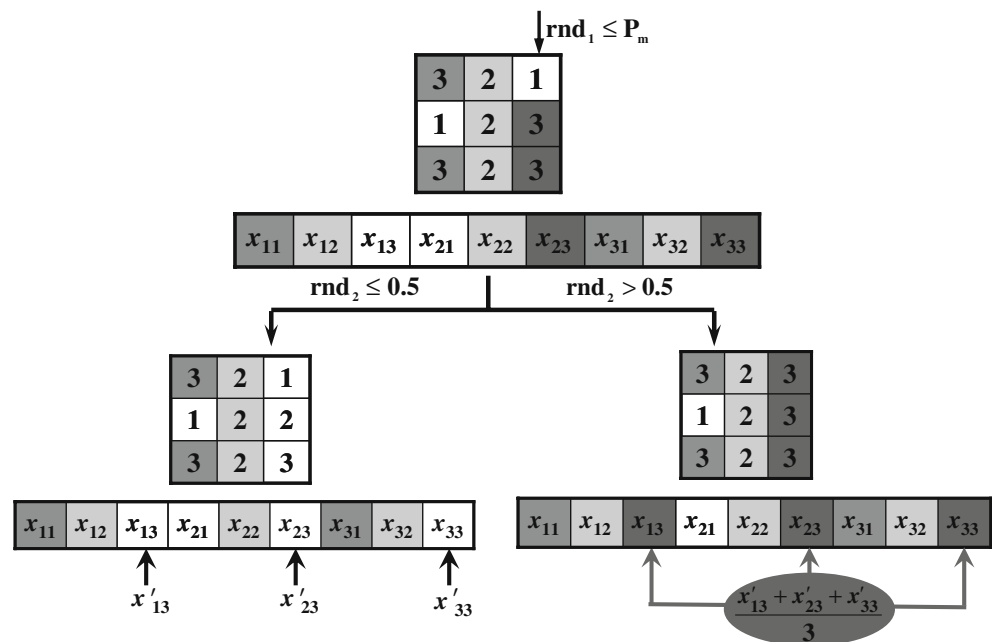 rnd₁ ≤ Pₘ
3 2 1
1 2 3
3 2 3
x₁₁ x₁₂ x₁₃ x₂₁ x₂₂ x₂₃ x₃₁ x₃₂ x₃₃
rnd₂ ≤ 0.5 rnd₂ > 0.5
3 2 1
1 2 2
3 2 3
3 2 3
1 2 3
3 2 3
x₁₁ x₁₂ x₁₃ x₂₁ x₂₂ x₂₃ x₃₁ x₃₂ x₃₃
x′₁₃ x′₂₃ x′₃₃
x₁₁ x₁₂ x₁₃ x₂₁ x₂₂ x₂₃ x₃₁ x₃₂ x₃₃
x′₁₃ + x′₂₃ + x′₃₃
3